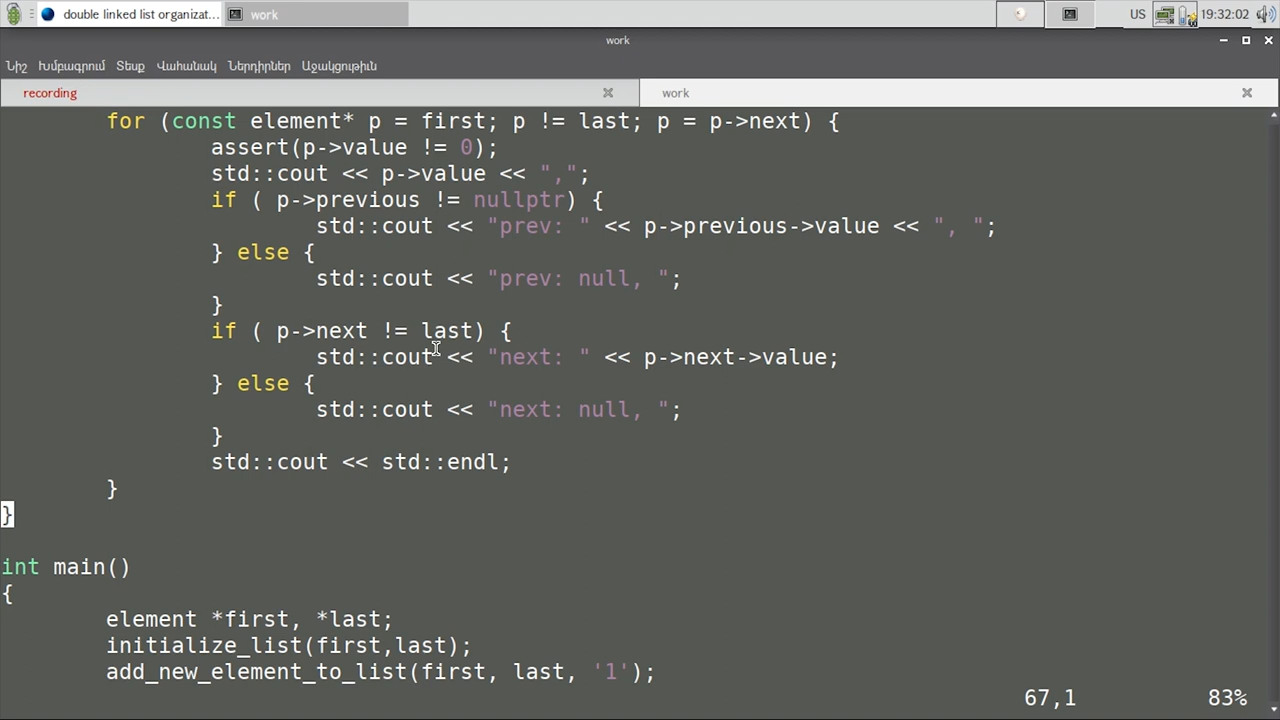 double linked list organizat...
work
US
19:32:02
work
Նիշ Խմբագրում Տեսք Վահանակ Ներդիրներ Աջակցութիւն
recording
work
for (const element* p = first; p != last; p = p->next) {
assert(p->value != 0);
std::cout << p->value << ",";
if ( p->previous != nullptr) {
std::cout << "prev: " << p->previous->value << ", ";
} else {
std::cout << "prev: null, ";
}
if ( p->next != last) {
std::cout << "next: " << p->next->value;
} else {
std::cout << "next: null, ";
}
std::cout << std::endl;
}
}
int main()
{
element *first, *last;
initialize_list(first,last);
add_new_element_to_list(first, last, '1');
67,1
83%